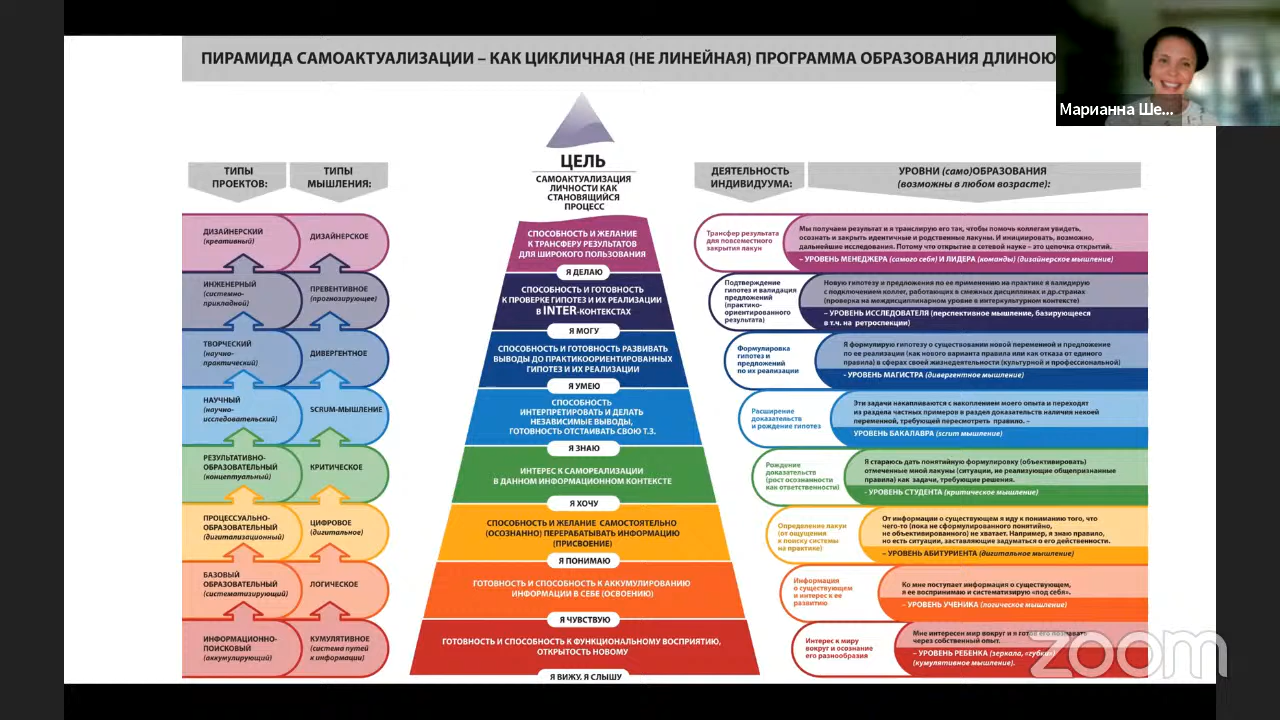 ПИРАМИДА САМОАКТУАЛИЗАЦИИ – КАК ЦИКЛИЧНАЯ (НЕ ЛИНЕЙНАЯ) ПРОГРАММА ОБРАЗОВАНИЯ ДЛИНОЮ
Марианна Ше...
ЦЕЛЬ
САМОАКТУАЛИЗАЦИЯ
ЛИЧНОСТИ КАК
СТАНОВЯЩИЙСЯ
ПРОЦЕСС
ТИПЫ
ПРОЕКТОВ:
ТИПЫ
МЫШЛЕНИЯ:
ДЕЯТЕЛЬНОСТЬ
ИНДИВИДУУМА:
УРОВНИ (само)ОБРАЗОВАНИЯ
(возможны в любом возрасте):
ДИЗАЙНЕРСКИЙ
(креативный)
ДИЗАЙНЕРСКОЕ
СПОСОБНОСТЬ И ЖЕЛАНИЕ
К ТРАНСФЕРУ РЕЗУЛЬТАТОВ
ДЛЯ ШИРОКОГО ПОЛЬЗОВАНИЯ
Я ДЕЛАЮ
Трансфер результата
для повсеместного
закрытия лакун
Мы получаем результат и я транслирую его так, чтобы помочь коллегам увидеть,
осознать и закрыть идентичные и родственные лакуны. И инициировать, возможно,
дальнейшие исследования. Потому что открытие в сетевой науке – это цепочка открытий.
– УРОВЕНЬ МЕНЕДЖЕРА (самого себя) И ЛИДЕРА (команды) (дизайнерское мышление)
ИНЖЕНЕРНЫЙ
(системно-
прикладной)
ПРЕВЕНТИВНОЕ
(прогнозирующее)
СПОСОБНОСТЬ И ГОТОВНОСТЬ
К ПРОВЕРКЕ ГИПОТЕЗ И ИХ РЕАЛИЗАЦИИ
В INTER-КОНТЕКСТАХ
Я МОГУ
Подтверждение
гипотез и валидация
предложений
(практико-
ориентированного
результата)
Новую гипотезу и предложения по ее применению на практике я валидирую
с подключением коллег, работающих в смежных дисциплинах и др.странах
(проверка на междисциплинарном уровне в интеркультурном контексте)
– УРОВЕНЬ ИССЛЕДОВАТЕЛЯ (перспективное мышление, базирующееся
в т.ч. на ретроспекции)
ТВОРЧЕСКИЙ
(научно-
практический)
ДИВЕРГЕНТНОЕ
СПОСОБНОСТЬ И ГОТОВНОСТЬ РАЗВИВАТЬ
ВЫВОДЫ ДО ПРАКТИКООРИЕНТИРОВАННЫХ
ГИПОТЕЗ И ИХ РЕАЛИЗАЦИИ
Я УМЕЮ
Формулировка
гипотез и
предложений
по их реализации
Я формулирую гипотезу о существовании новой переменной и предложение
по ее реализации (как нового варианта правила или как отказа от единого
правила) в сферах своей жизнедеятельности (культурной и профессиональной)
- УРОВЕНЬ МАГИСТРА (дивергентное мышление)
НАУЧНЫЙ
(научно-
исследовательский)
SCRUM-МЫШЛЕНИЕ
СПОСОБНОСТЬ
ИНТЕРПРЕТИРОВАТЬ И ДЕЛАТЬ
НЕЗАВИСИМЫЕ ВЫВОДЫ,
ГОТОВНОСТЬ ОТСТАИВАТЬ СВОЮ Т.З.
Я ЗНАЮ
Расширение
доказательств
и рождение гипотез
Эти задачи накапливаются с накоплением моего опыта и переходят
из раздела частных примеров в раздел доказательств наличия некоей
переменной, требующей пересмотреть правило. –
УРОВЕНЬ БАКАЛАВРА (scrum мышление)
РЕЗУЛЬТАТИВНО-
ОБРАЗОВАТЕЛЬНЫЙ
(концептуальный)
КРИТИЧЕСКОЕ
ИНТЕРЕС К САМОРЕАЛИЗАЦИИ
В ДАННОМ ИНФОРМАЦИОННОМ КОНТЕКСТЕ
Я ХОЧУ
Рождение
доказательств
(рост осознанности
как ответственности)
Я стараюсь дать понятийную формулировку (объективировать)
отмеченные мной лакуны (ситуации, не реализующие общепризнанные
правила) как задачи, требующие решения.
- УРОВЕНЬ СТУДЕНТА (критическое мышление)
ПРОЦЕССУАЛЬНО-
ОБРАЗОВАТЕЛЬНЫЙ
(дигитализационный)
ЦИФРОВОЕ
(дигитальное)
СПОСОБНОСТЬ И ЖЕЛАНИЕ САМОСТОЯТЕЛЬНО
(ОСОЗНАННО) ПЕРЕРАБАТЫВАТЬ ИНФОРМАЦИЮ
(ПРИСВОЕНИЕ)
Я ПОНИМАЮ
Определение лакун
(от ощущения
к поиску системы
на практике)
От информации о существующем я иду к пониманию того, что
чего-то (пока не сформулированного понятийно,
не объективированного) не хватает. Например, я знаю правило,
но есть ситуации, заставляющие задуматься о его действенности.
– УРОВЕНЬ АБИТУРИЕНТА (дигитальное мышление)
БАЗОВЫЙ
ОБРАЗОВАТЕЛЬНЫЙ
(систематизирующий)
ЛОГИЧЕСКОЕ
ГОТОВНОСТЬ И СПОСОБНОСТЬ К АККУМУЛИРОВАНИЮ
ИНФОРМАЦИИ В СЕБЕ (ОСВОЕНИЮ)
Я ЧУВСТВУЮ
Информация
о существующем
и интерес к ее
развитию
Ко мне поступает информация о существующем,
я ее воспринимаю и систематизирую «под себя».
– УРОВЕНЬ УЧЕНИКА (логическое мышление)
ИНФОРМАЦИОННО-
ПОИСКОВЫЙ
(аккумулирующий)
КУМУЛЯТИВНОЕ
(система путей
к информации)
ГОТОВНОСТЬ И СПОСОБНОСТЬ К ФУНКЦИОНАЛЬНОМУ ВОСПРИЯТИЮ,
ОТКРЫТОСТЬ НОВОМУ
Я ВИЖУ. Я СЛЫШУ
Интерес к миру
вокруг и осознание
его разнообразия
Мне интересен мир вокруг и я готов его познавать
через собственный опыт.
– УРОВЕНЬ РЕБЕНКА (зеркала, «губки»)
(кумулятивное мышление).
zoom